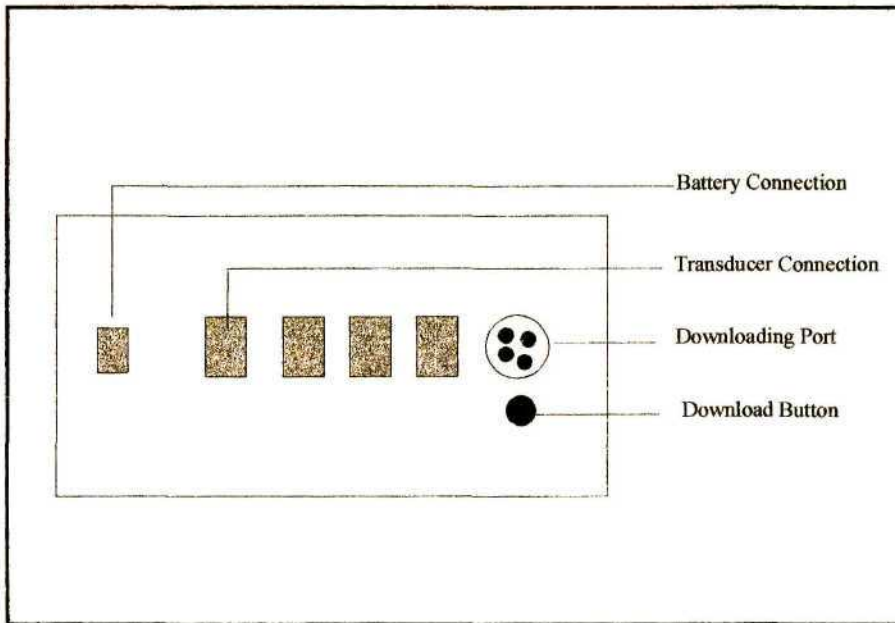 Battery Connection
Transducer Connection
Downloading Port
Download Button